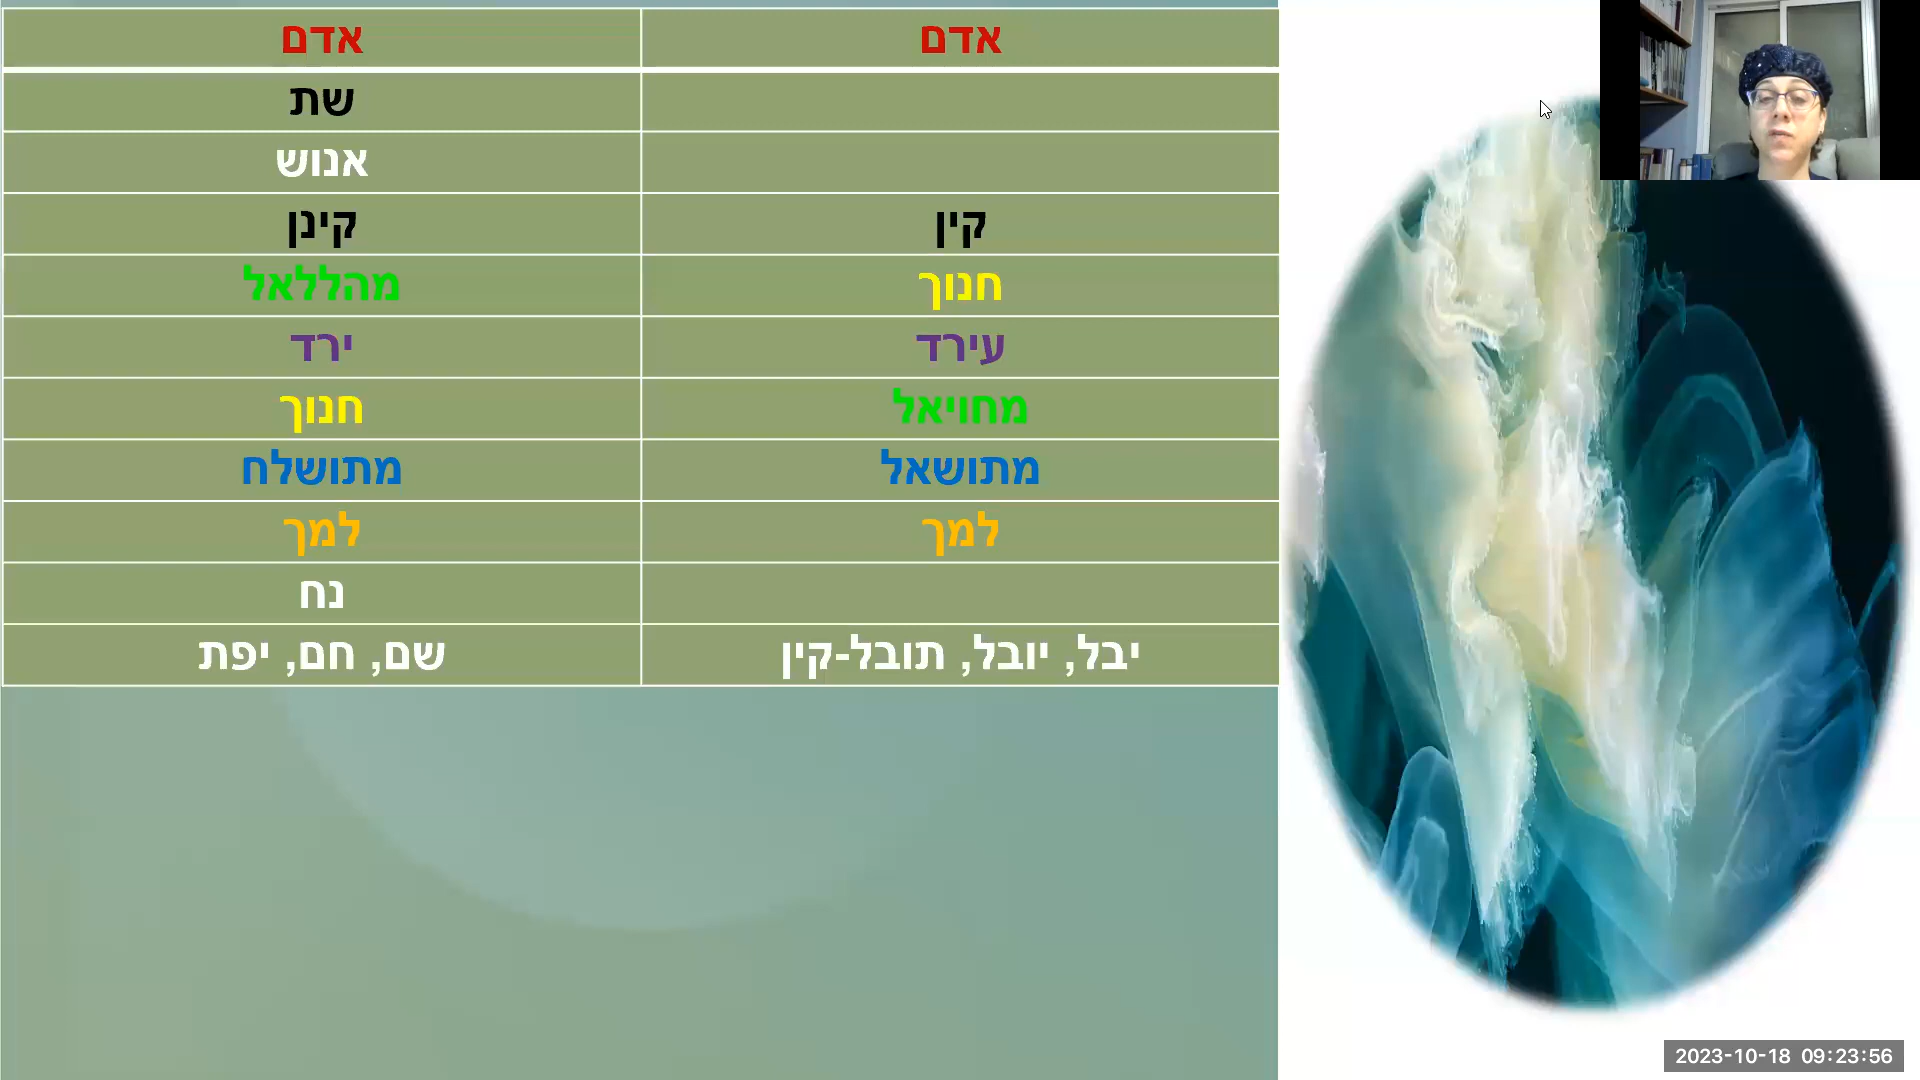 אדם אדם
שת
אנוש
קין קינן
חנוך מהללאל
עירד ירד
מחויאל חנוך
מתושאל מתושלח
למך למך
נח
יבל, יובל, תובל-קין שם, חם, יפת
2023-10-18 09:23:56